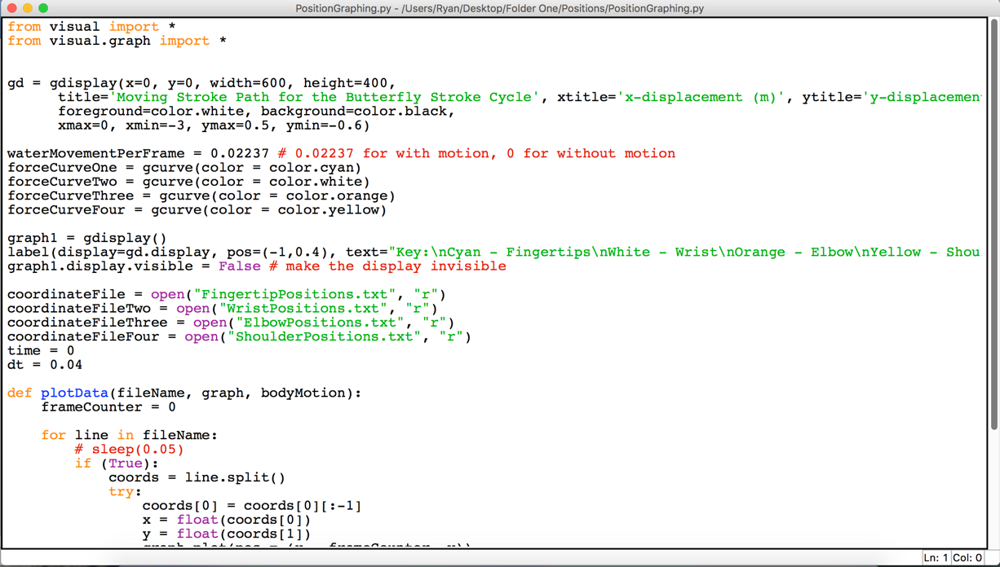 PositionGraphing.py - /Users/Ryan/Desktop/Folder One/Positions/PositionGraphing.py
from visual import *
from visual.graph import *
gd = gdisplay(x=0, y=0, width=600, height=400,
      title='Moving Stroke Path for the Butterfly Stroke Cycle', xtitle='x-displacement (m)', ytitle='y-displacemen
      foreground=color.white, background=color.black,
      xmax=0, xmin=-3, ymax=0.5, ymin=-0.6)
waterMovementPerFrame = 0.02237 # 0.02237 for with motion, 0 for without motion
forceCurveOne = gcurve(color = color.cyan)
forceCurveTwo = gcurve(color = color.white)
forceCurveThree = gcurve(color = color.orange)
forceCurveFour = gcurve(color = color.yellow)
graph1 = gdisplay()
label(display=gd.display, pos=(-1,0.4), text="Key:\nCyan - Fingertips\nWhite - Wrist\nOrange - Elbow\nYellow - Shou
graph1.display.visible = False # make the display invisible
coordinateFile = open("FingertipPositions.txt", "r")
coordinateFileTwo = open("WristPositions.txt", "r")
coordinateFileThree = open("ElbowPositions.txt", "r")
coordinateFileFour = open("ShoulderPositions.txt", "r")
time = 0
dt = 0.04
def plotData(fileName, graph, bodyMotion):
    frameCounter = 0
    for line in fileName:
        # sleep(0.05)
        if (True):
            coords = line.split()
            try:
                coords[0] = coords[0][:-1]
                x = float(coords[0])
                y = float(coords[1])
Ln: 1 Col: 0